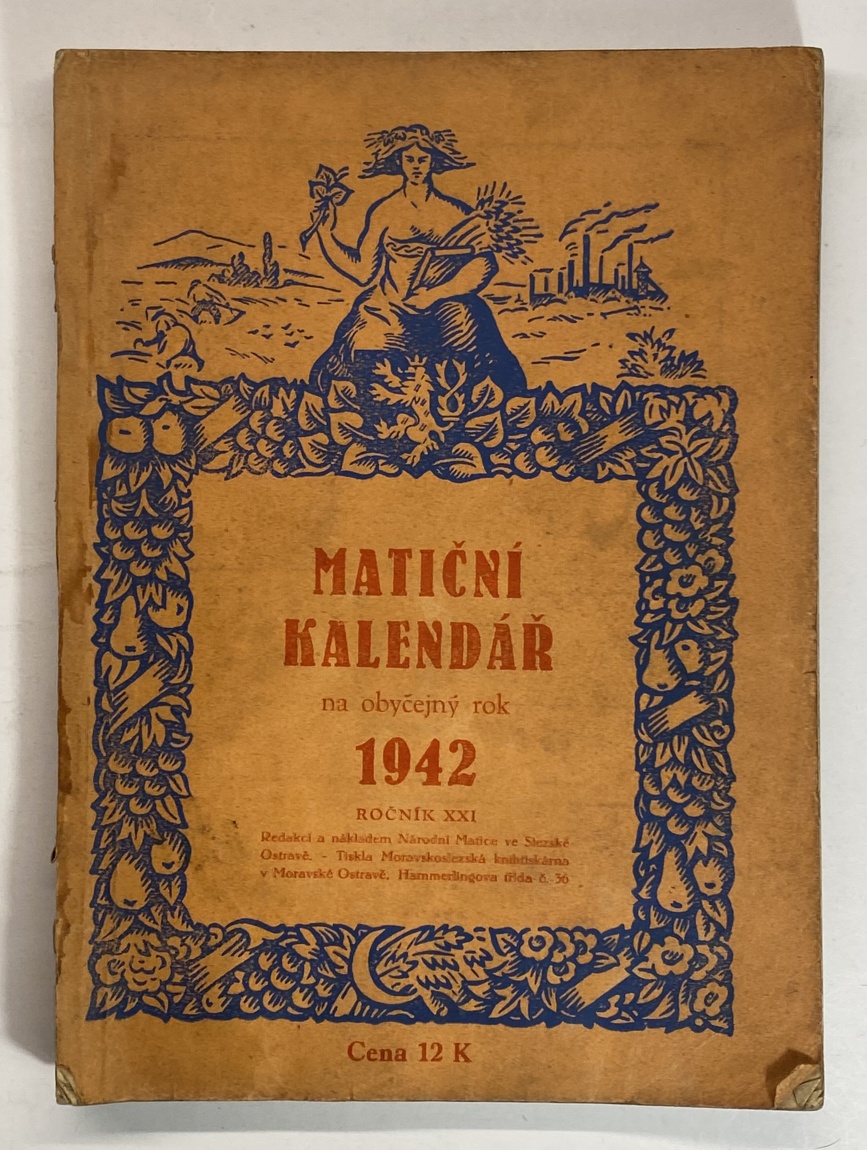 MATIČNÍ
KALENDÁŘ
na obyčejný rok
1942
ROČNÍK XXI
Redakcí a nákladem Národní Matice ve Slezské
Ostravě. - Tiskla Moravskoslezská knihtiskárna
v Moravské Ostravě, Hammerlingova třída č. 36
Cena 12 K